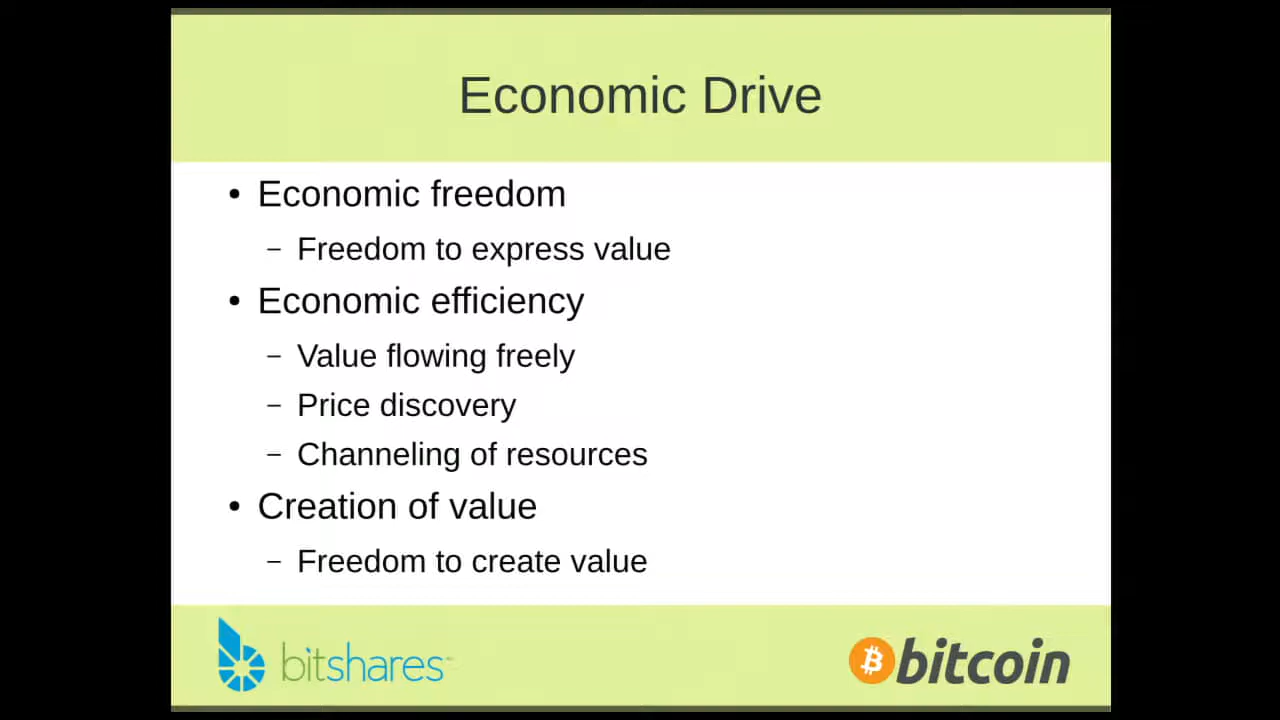 Economic Drive
• Economic freedom
– Freedom to express value
• Economic efficiency
– Value flowing freely
– Price discovery
– Channeling of resources
• Creation of value
– Freedom to create value
bitshares™ bitcoin